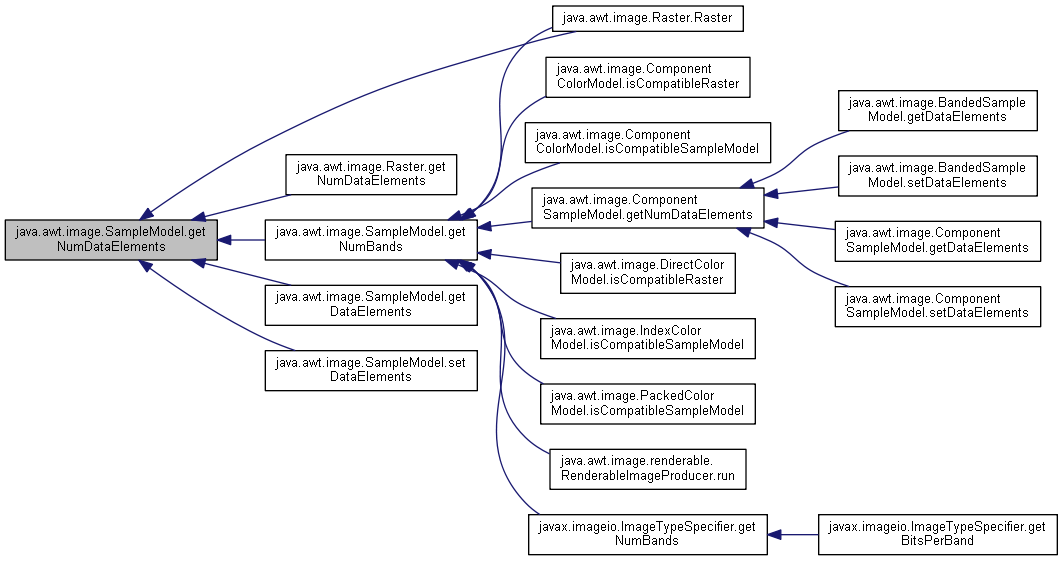 java.awt.image.SampleModel.get
NumDataElements
java.awt.image.Raster.Raster
java.awt.image.Raster.get
NumDataElements
java.awt.image.SampleModel.get
NumBands
java.awt.image.SampleModel.get
DataElements
java.awt.image.SampleModel.set
DataElements
java.awt.image.Component
ColorModel.isCompatibleRaster
java.awt.image.Component
ColorModel.isCompatibleSampleModel
java.awt.image.Component
SampleModel.getNumDataElements
java.awt.image.DirectColor
Model.isCompatibleRaster
java.awt.image.IndexColor
Model.isCompatibleSampleModel
java.awt.image.PackedColor
Model.isCompatibleSampleModel
java.awt.image.renderable.
RenderableImageProducer.run
javax.imageio.ImageTypeSpecifier.get
NumBands
java.awt.image.BandedSample
Model.getDataElements
java.awt.image.BandedSample
Model.setDataElements
java.awt.image.Component
SampleModel.getDataElements
java.awt.image.Component
SampleModel.setDataElements
javax.imageio.ImageTypeSpecifier.get
BitsPerBand